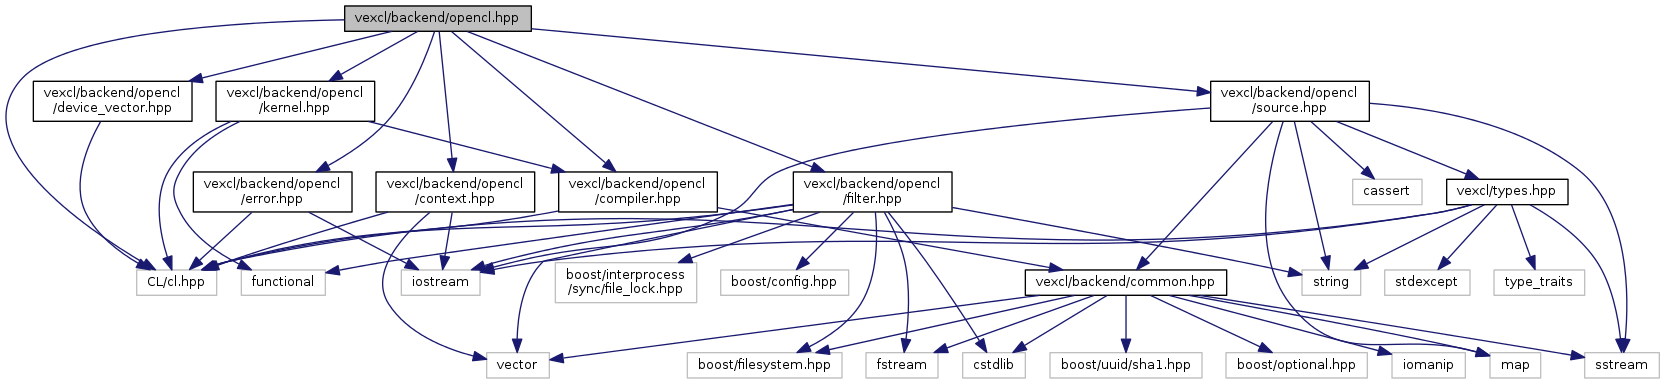 vexcl/backend/opencl.hpp
vexcl/backend/opencl
/device_vector.hpp
vexcl/backend/opencl
/kernel.hpp
vexcl/backend/opencl
/source.hpp
vexcl/backend/opencl
/error.hpp
vexcl/backend/opencl
/context.hpp
vexcl/backend/opencl
/compiler.hpp
vexcl/backend/opencl
/filter.hpp
cassert
vexcl/types.hpp
CL/cl.hpp
functional
iostream
boost/interprocess
/sync/file_lock.hpp
boost/config.hpp
vexcl/backend/common.hpp
string
stdexcept
type_traits
vector
boost/filesystem.hpp
fstream
cstdlib
boost/uuid/sha1.hpp
boost/optional.hpp
iomanip
map
sstream